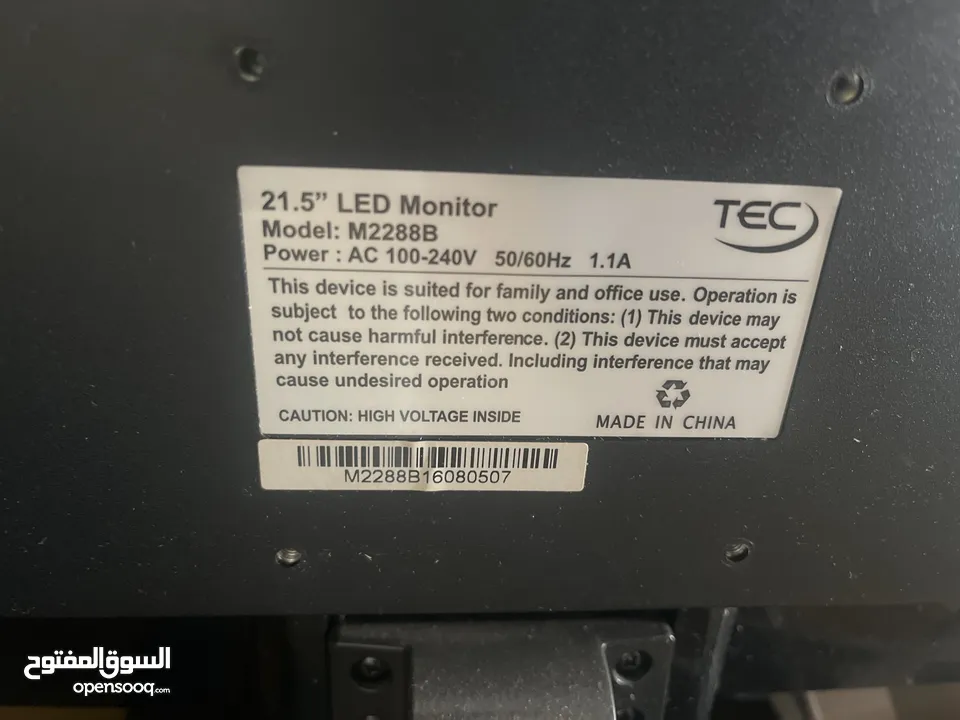 21.5” LED Monitor
TEC
Model: M2288B
Power : AC 100-240V 50/60Hz 1.1A
This device is suited for family and office use. Operation is
subject to the following two conditions: (1) This device may
not cause harmful interference. (2) This device must accept
any interference received. Including interference that may
cause undesired operation
CAUTION: HIGH VOLTAGE INSIDE
MADE IN CHINA
M2288B16080507
السوق المفتوح
opensooq.com